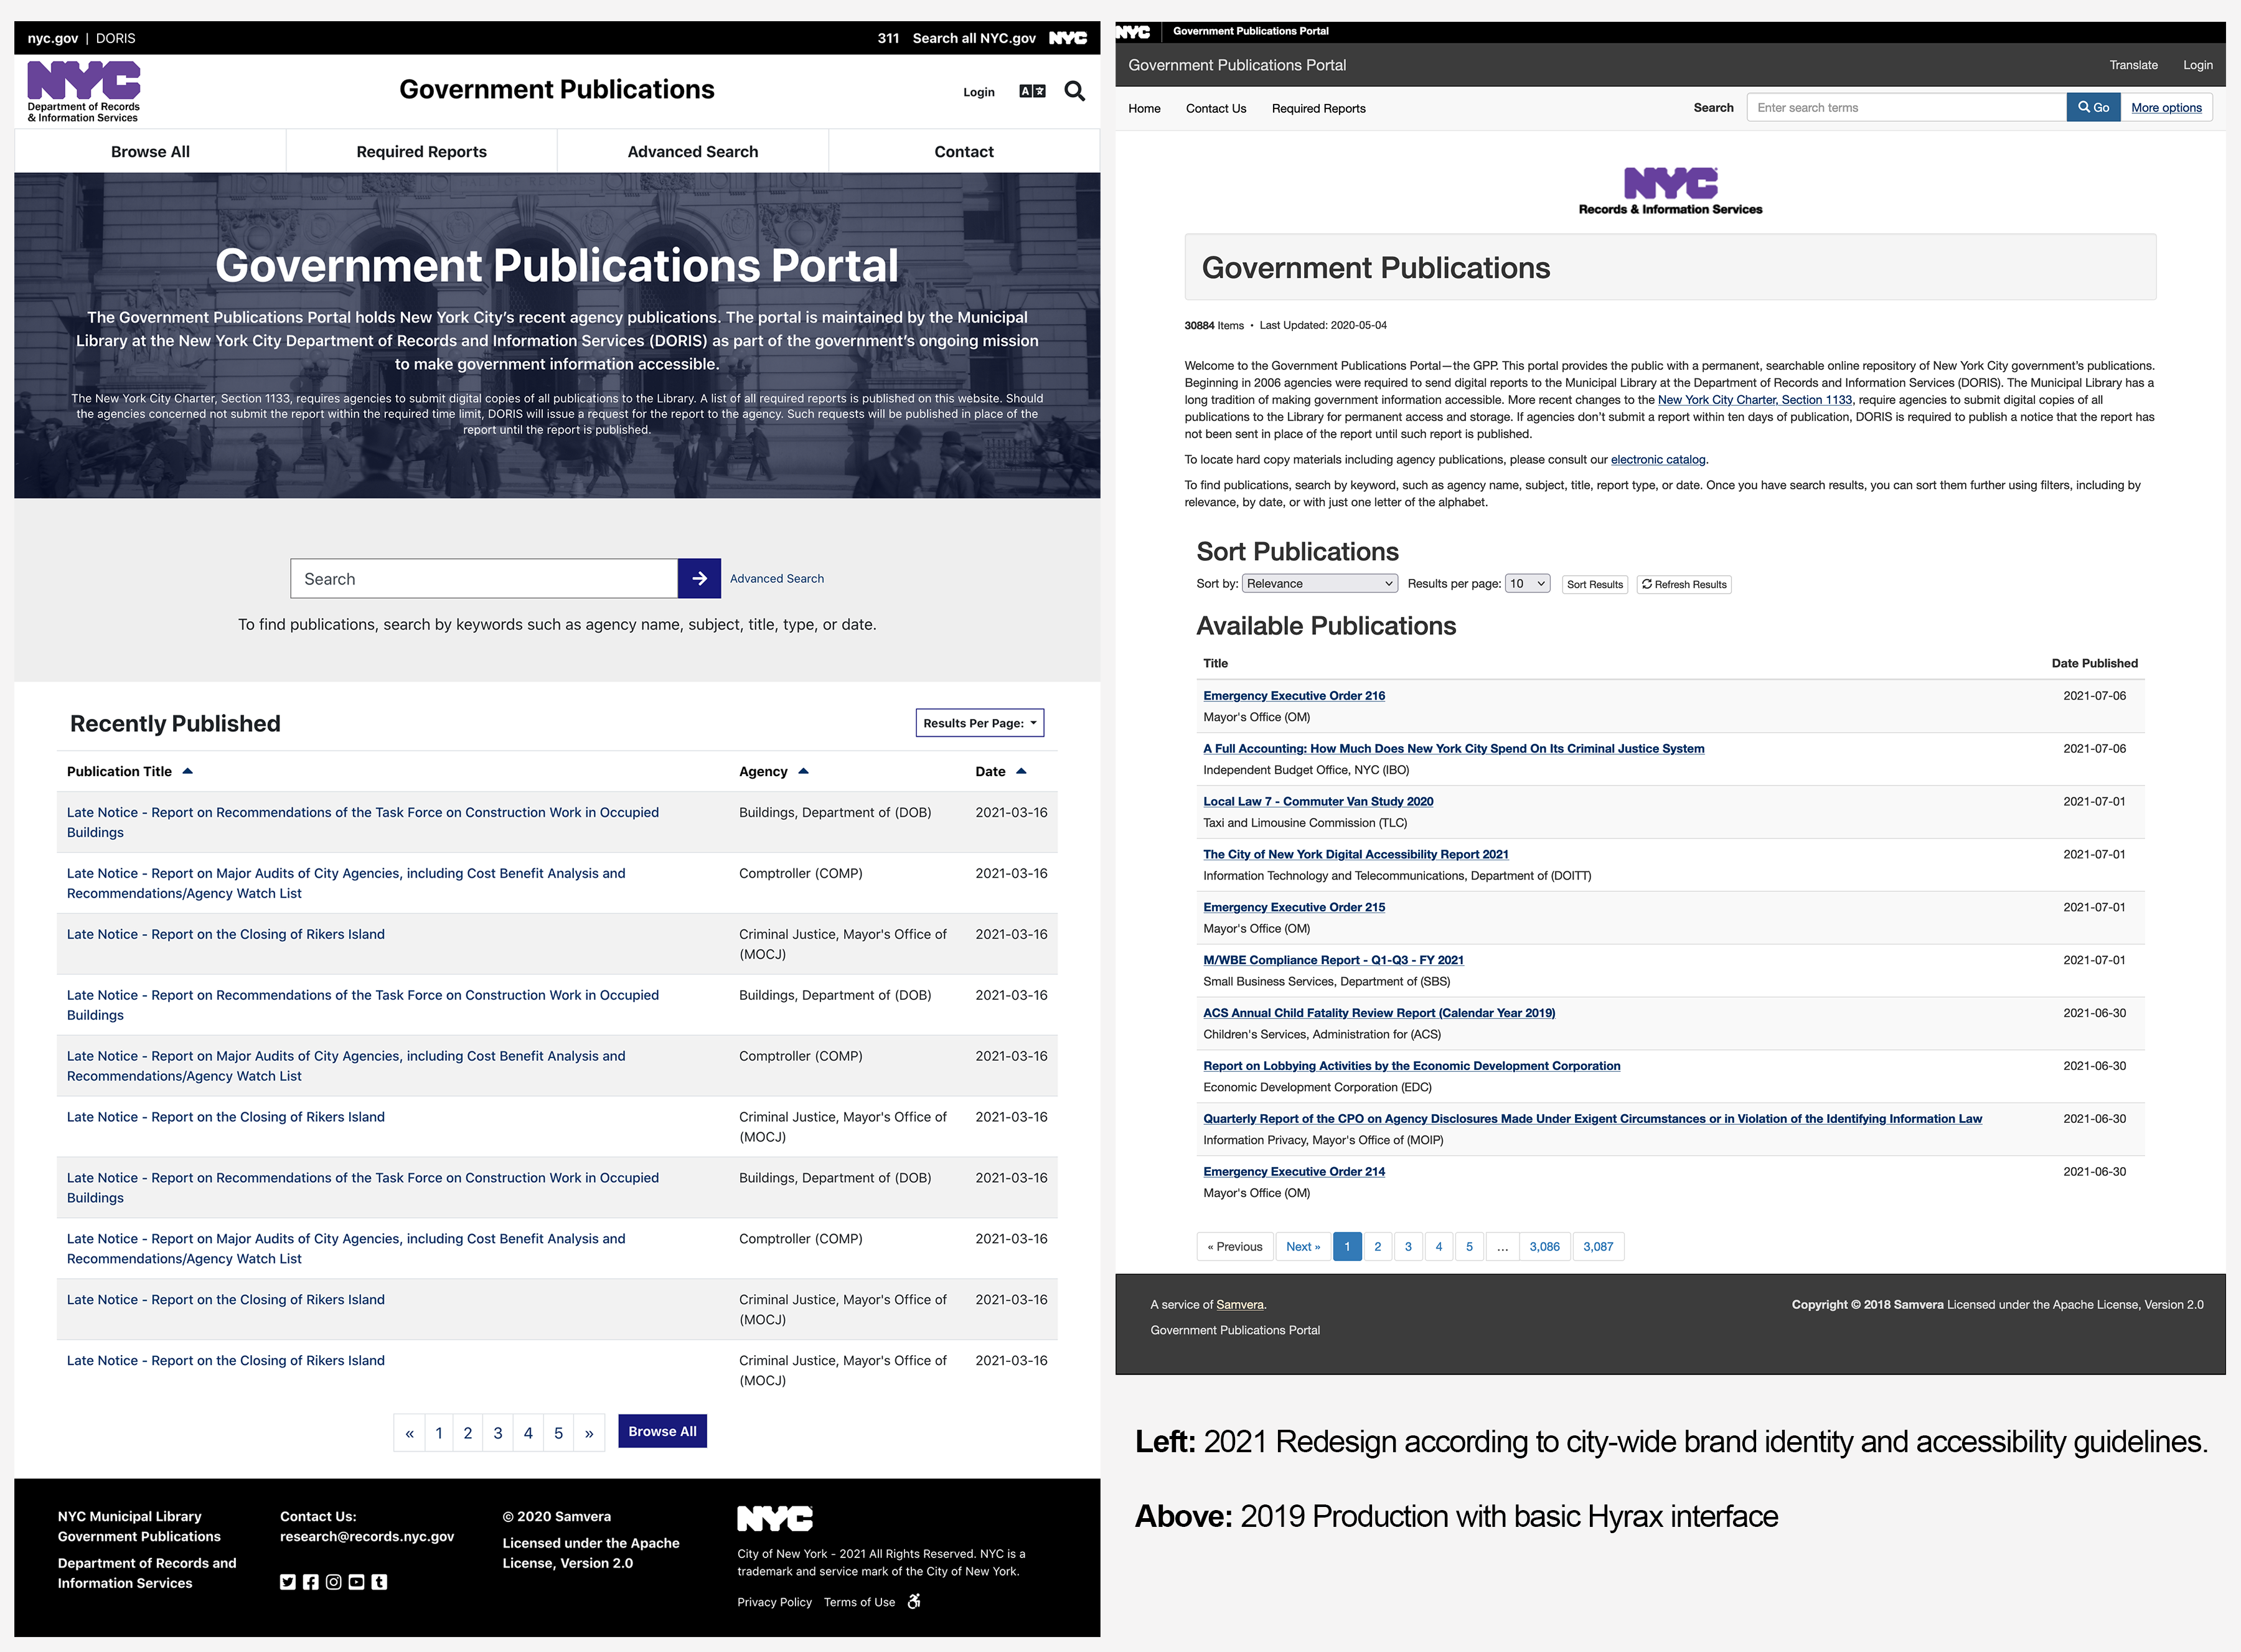 nyc.gov | DORIS
311 Search all NYC.gov NYC
NYC
Department of Records
& Information Services
Government Publications
Login
Browse All
Required Reports
Advanced Search
Contact
Government Publications Portal
The Government Publications Portal holds New York City's recent agency publications. The portal is maintained by the Municipal
Library at the New York City Department of Records and Information Services (DORIS) as part of the government's ongoing mission
to make government information accessible.
The New York City Charter, Section 1133, requires agencies to submit digital copies of all publications to the Library. A list of all required reports is published on this website. Should
the agencies concerned not submit the report within the required time limit, DORIS will issue a request for the report to the agency. Such requests will be published in place of the
report until the report is published.
Search
Advanced Search
To find publications, search by keywords such as agency name, subject, title, type, or date.
Recently Published
Results Per Page:
Publication Title Agency Date
Late Notice - Report on Recommendations of the Task Force on Construction Work in Occupied
Buildings
Buildings, Department of (DOB)
2021-03-16
Late Notice - Report on Major Audits of City Agencies, including Cost Benefit Analysis and
Recommendations/Agency Watch List
Comptroller (COMP)
2021-03-16
Late Notice - Report on the Closing of Rikers Island
Criminal Justice, Mayor's Office of
(MOCJ)
2021-03-16
Late Notice - Report on Recommendations of the Task Force on Construction Work in Occupied
Buildings
Buildings, Department of (DOB)
2021-03-16
Late Notice - Report on Major Audits of City Agencies, including Cost Benefit Analysis and
Recommendations/Agency Watch List
Comptroller (COMP)
2021-03-16
Late Notice - Report on the Closing of Rikers Island
Criminal Justice, Mayor's Office of
(MOCJ)
2021-03-16
Late Notice - Report on Recommendations of the Task Force on Construction Work in Occupied
Buildings
Buildings, Department of (DOB)
2021-03-16
Late Notice - Report on Major Audits of City Agencies, including Cost Benefit Analysis and
Recommendations/Agency Watch List
Comptroller (COMP)
2021-03-16
Late Notice - Report on the Closing of Rikers Island
Criminal Justice, Mayor's Office of
(MOCJ)
2021-03-16
Late Notice - Report on the Closing of Rikers Island
Criminal Justice, Mayor's Office of
(MOCJ)
2021-03-16
« 1 2 3 4 5 » Browse All
NYC Municipal Library
Government Publications
Department of Records and
Information Services
Contact Us:
research@records.nyc.gov
© 2020 Samvera
Licensed under the Apache
License, Version 2.0
NYC
City of New York - 2021 All Rights Reserved. NYC is a
trademark and service mark of the City of New York.
Privacy Policy Terms of Use
NYC Government Publications Portal
Government Publications Portal
Translate Login
Home Contact Us Required Reports
Search Enter search terms Go More options
NYC
Records & Information Services
Government Publications
30884 Items • Last Updated: 2020-05-04
Welcome to the Government Publications Portal—the GPP. This portal provides the public with a permanent, searchable online repository of New York City government's publications.
Beginning in 2006 agencies were required to send digital reports to the Municipal Library at the Department of Records and Information Services (DORIS). The Municipal Library has a
long tradition of making government information accessible. More recent changes to the New York City Charter, Section 1133, require agencies to submit digital copies of all
publications to the Library for permanent access and storage. If agencies don't submit a report within ten days of publication, DORIS is required to publish a notice that the report has
not been sent in place of the report until such report is published.
To locate hard copy materials including agency publications, please consult our electronic catalog.
To find publications, search by keyword, such as agency name, subject, title, report type, or date. Once you have search results, you can sort them further using filters, including by
relevance, by date, or with just one letter of the alphabet.
Sort Publications
Sort by: Relevance Results per page: 10 Sort Results Refresh Results
Available Publications
Title Date Published
Emergency Executive Order 216 2021-07-06
Mayor's Office (OM)
A Full Accounting: How Much Does New York City Spend On Its Criminal Justice System 2021-07-06
Independent Budget Office, NYC (IBO)
Local Law 7 - Commuter Van Study 2020 2021-07-01
Taxi and Limousine Commission (TLC)
The City of New York Digital Accessibility Report 2021 2021-07-01
Information Technology and Telecommunications, Department of (DOITT)
Emergency Executive Order 215 2021-07-01
Mayor's Office (OM)
M/WBE Compliance Report - Q1-Q3 - FY 2021 2021-07-01
Small Business Services, Department of (SBS)
ACS Annual Child Fatality Review Report (Calendar Year 2019) 2021-06-30
Children's Services, Administration for (ACS)
Report on Lobbying Activities by the Economic Development Corporation 2021-06-30
Economic Development Corporation (EDC)
Quarterly Report of the CPO on Agency Disclosures Made Under Exigent Circumstances or in Violation of the Identifying Information Law 2021-06-30
Information Privacy, Mayor's Office of (MOIP)
Emergency Executive Order 214 2021-06-30
Mayor's Office (OM)
« Previous Next » 1 2 3 4 5 ... 3,086 3,087
A service of Samvera.
Copyright © 2018 Samvera Licensed under the Apache License, Version 2.0
Government Publications Portal
Left: 2021 Redesign according to city-wide brand identity and accessibility guidelines.
Above: 2019 Production with basic Hyrax interface